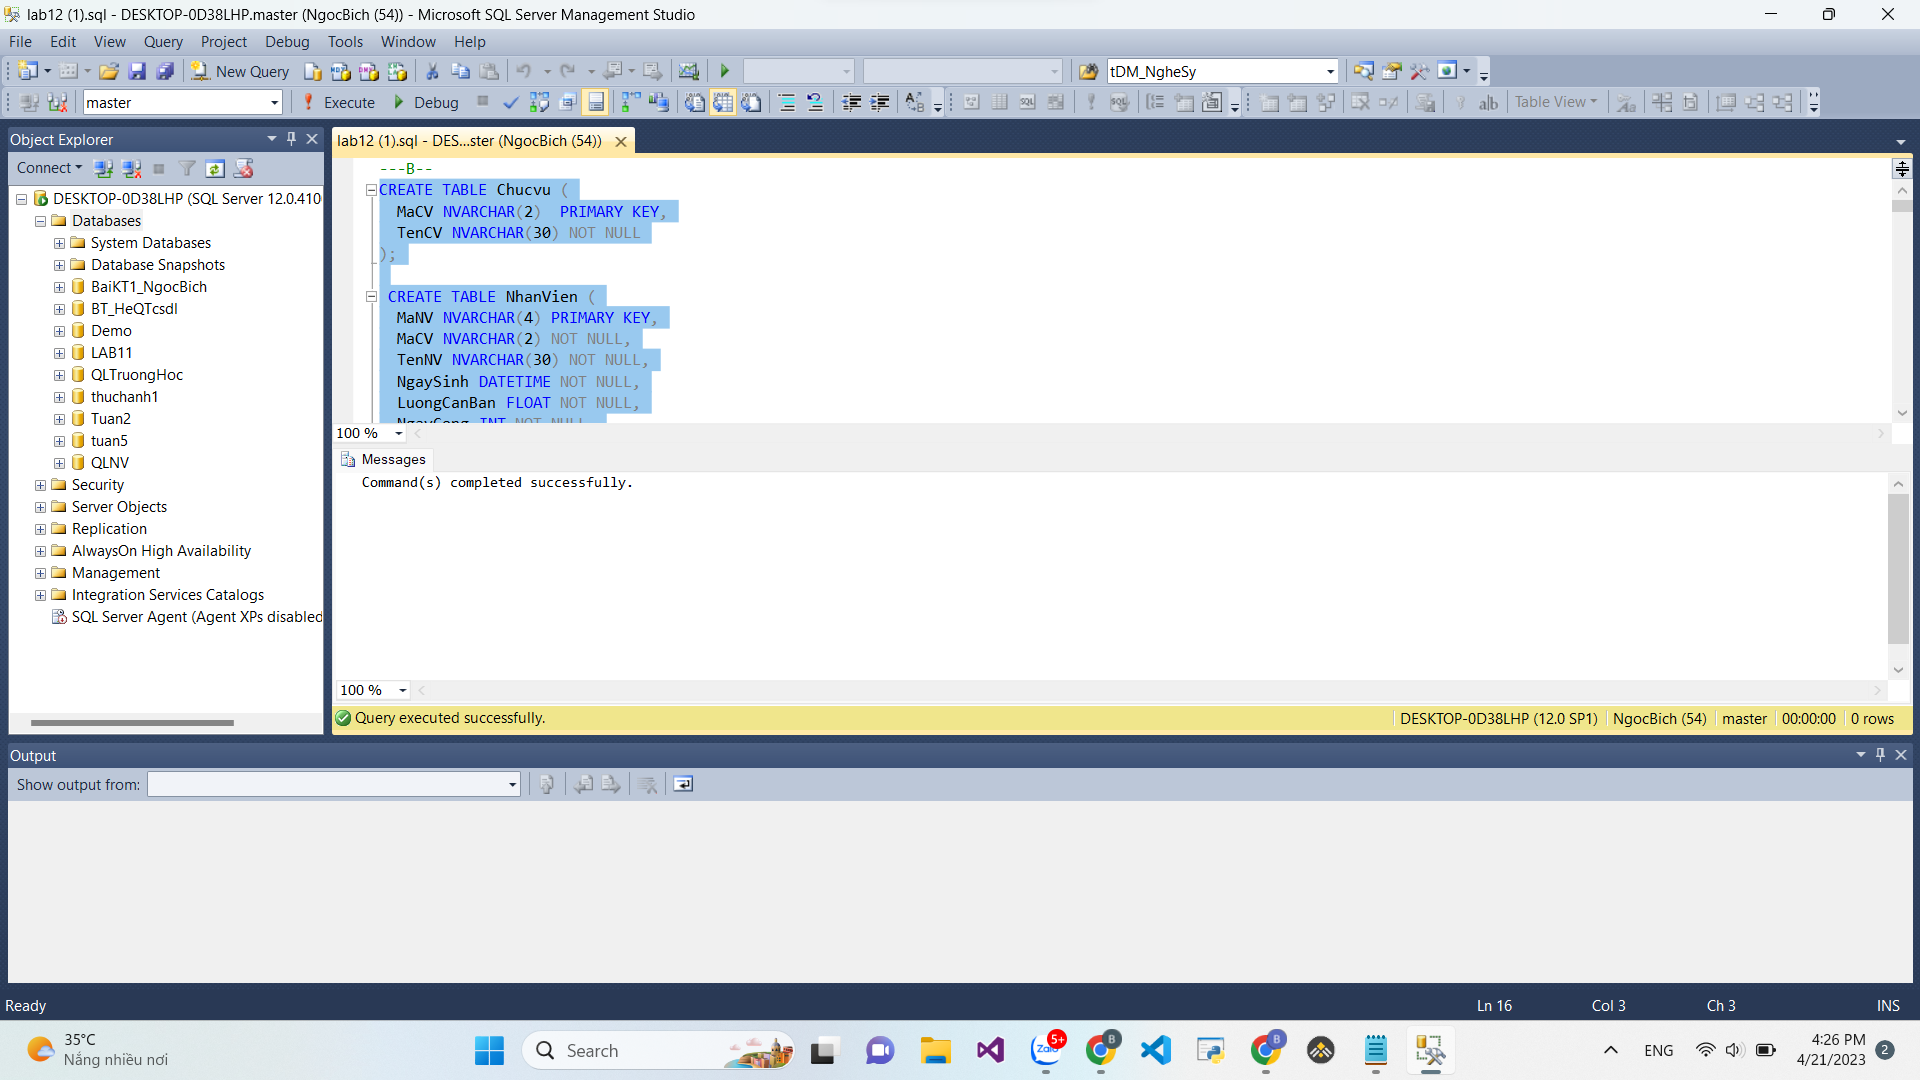 lab12 (1).sql - DESKTOP-0D38LHP.master (NgocBich (54)) - Microsoft SQL Server Management Studio
File Edit View Query Project Debug Tools Window Help
New Query
tDM_NgheSy
master
Execute
Debug
Table View
Object Explorer
Connect
DESKTOP-0D38LHP (SQL Server 12.0.410
Databases
System Databases
Database Snapshots
BaiKT1_NgocBich
BT_HeQTcsdl
Demo
LAB11
QLTruongHoc
thuchanh1
Tuan2
tuan5
QLNV
Security
Server Objects
Replication
AlwaysOn High Availability
Management
Integration Services Catalogs
SQL Server Agent (Agent XPs disabled
lab12 (1).sql - DES...ster (NgocBich (54))
---B--
CREATE TABLE Chucvu (
MaCV NVARCHAR(2) PRIMARY KEY,
TenCV NVARCHAR(30) NOT NULL
);
CREATE TABLE NhanVien (
MaNV NVARCHAR(4) PRIMARY KEY,
MaCV NVARCHAR(2) NOT NULL,
TenNV NVARCHAR(30) NOT NULL,
NgaySinh DATETIME NOT NULL,
LuongCanBan FLOAT NOT NULL,
NgayCong INT NOT NULL
100 %
Messages
Command(s) completed successfully.
100 %
Query executed successfully.
DESKTOP-0D38LHP (12.0 SP1) NgocBich (54) master 00:00:00 0 rows
Output
Show output from:
Ready
Ln 16 Col 3 Ch 3 INS
35°C
Nắng nhiều nơi
Search
Zalo
5+
B
B
ENG
4:26 PM
4/21/2023
2